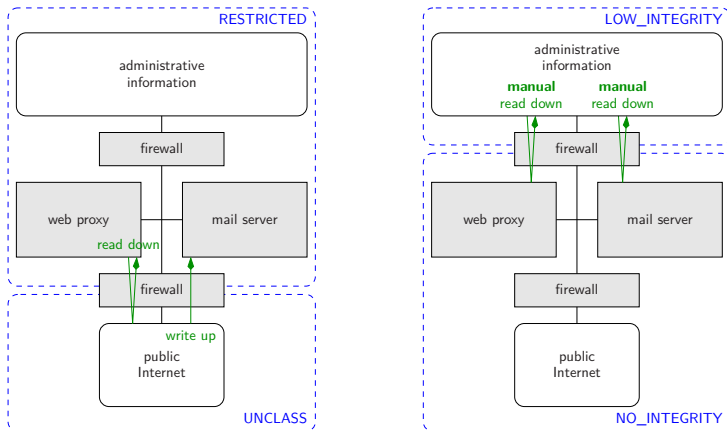 RESTRICTED
administrative
information
firewall
web proxy
mail server
read down
firewall
write up
public
Internet
UNCLASS
LOW_INTEGRITY
administrative
information
manual
read down
manual
read down
firewall
web proxy
mail server
firewall
public
Internet
NO_INTEGRITY